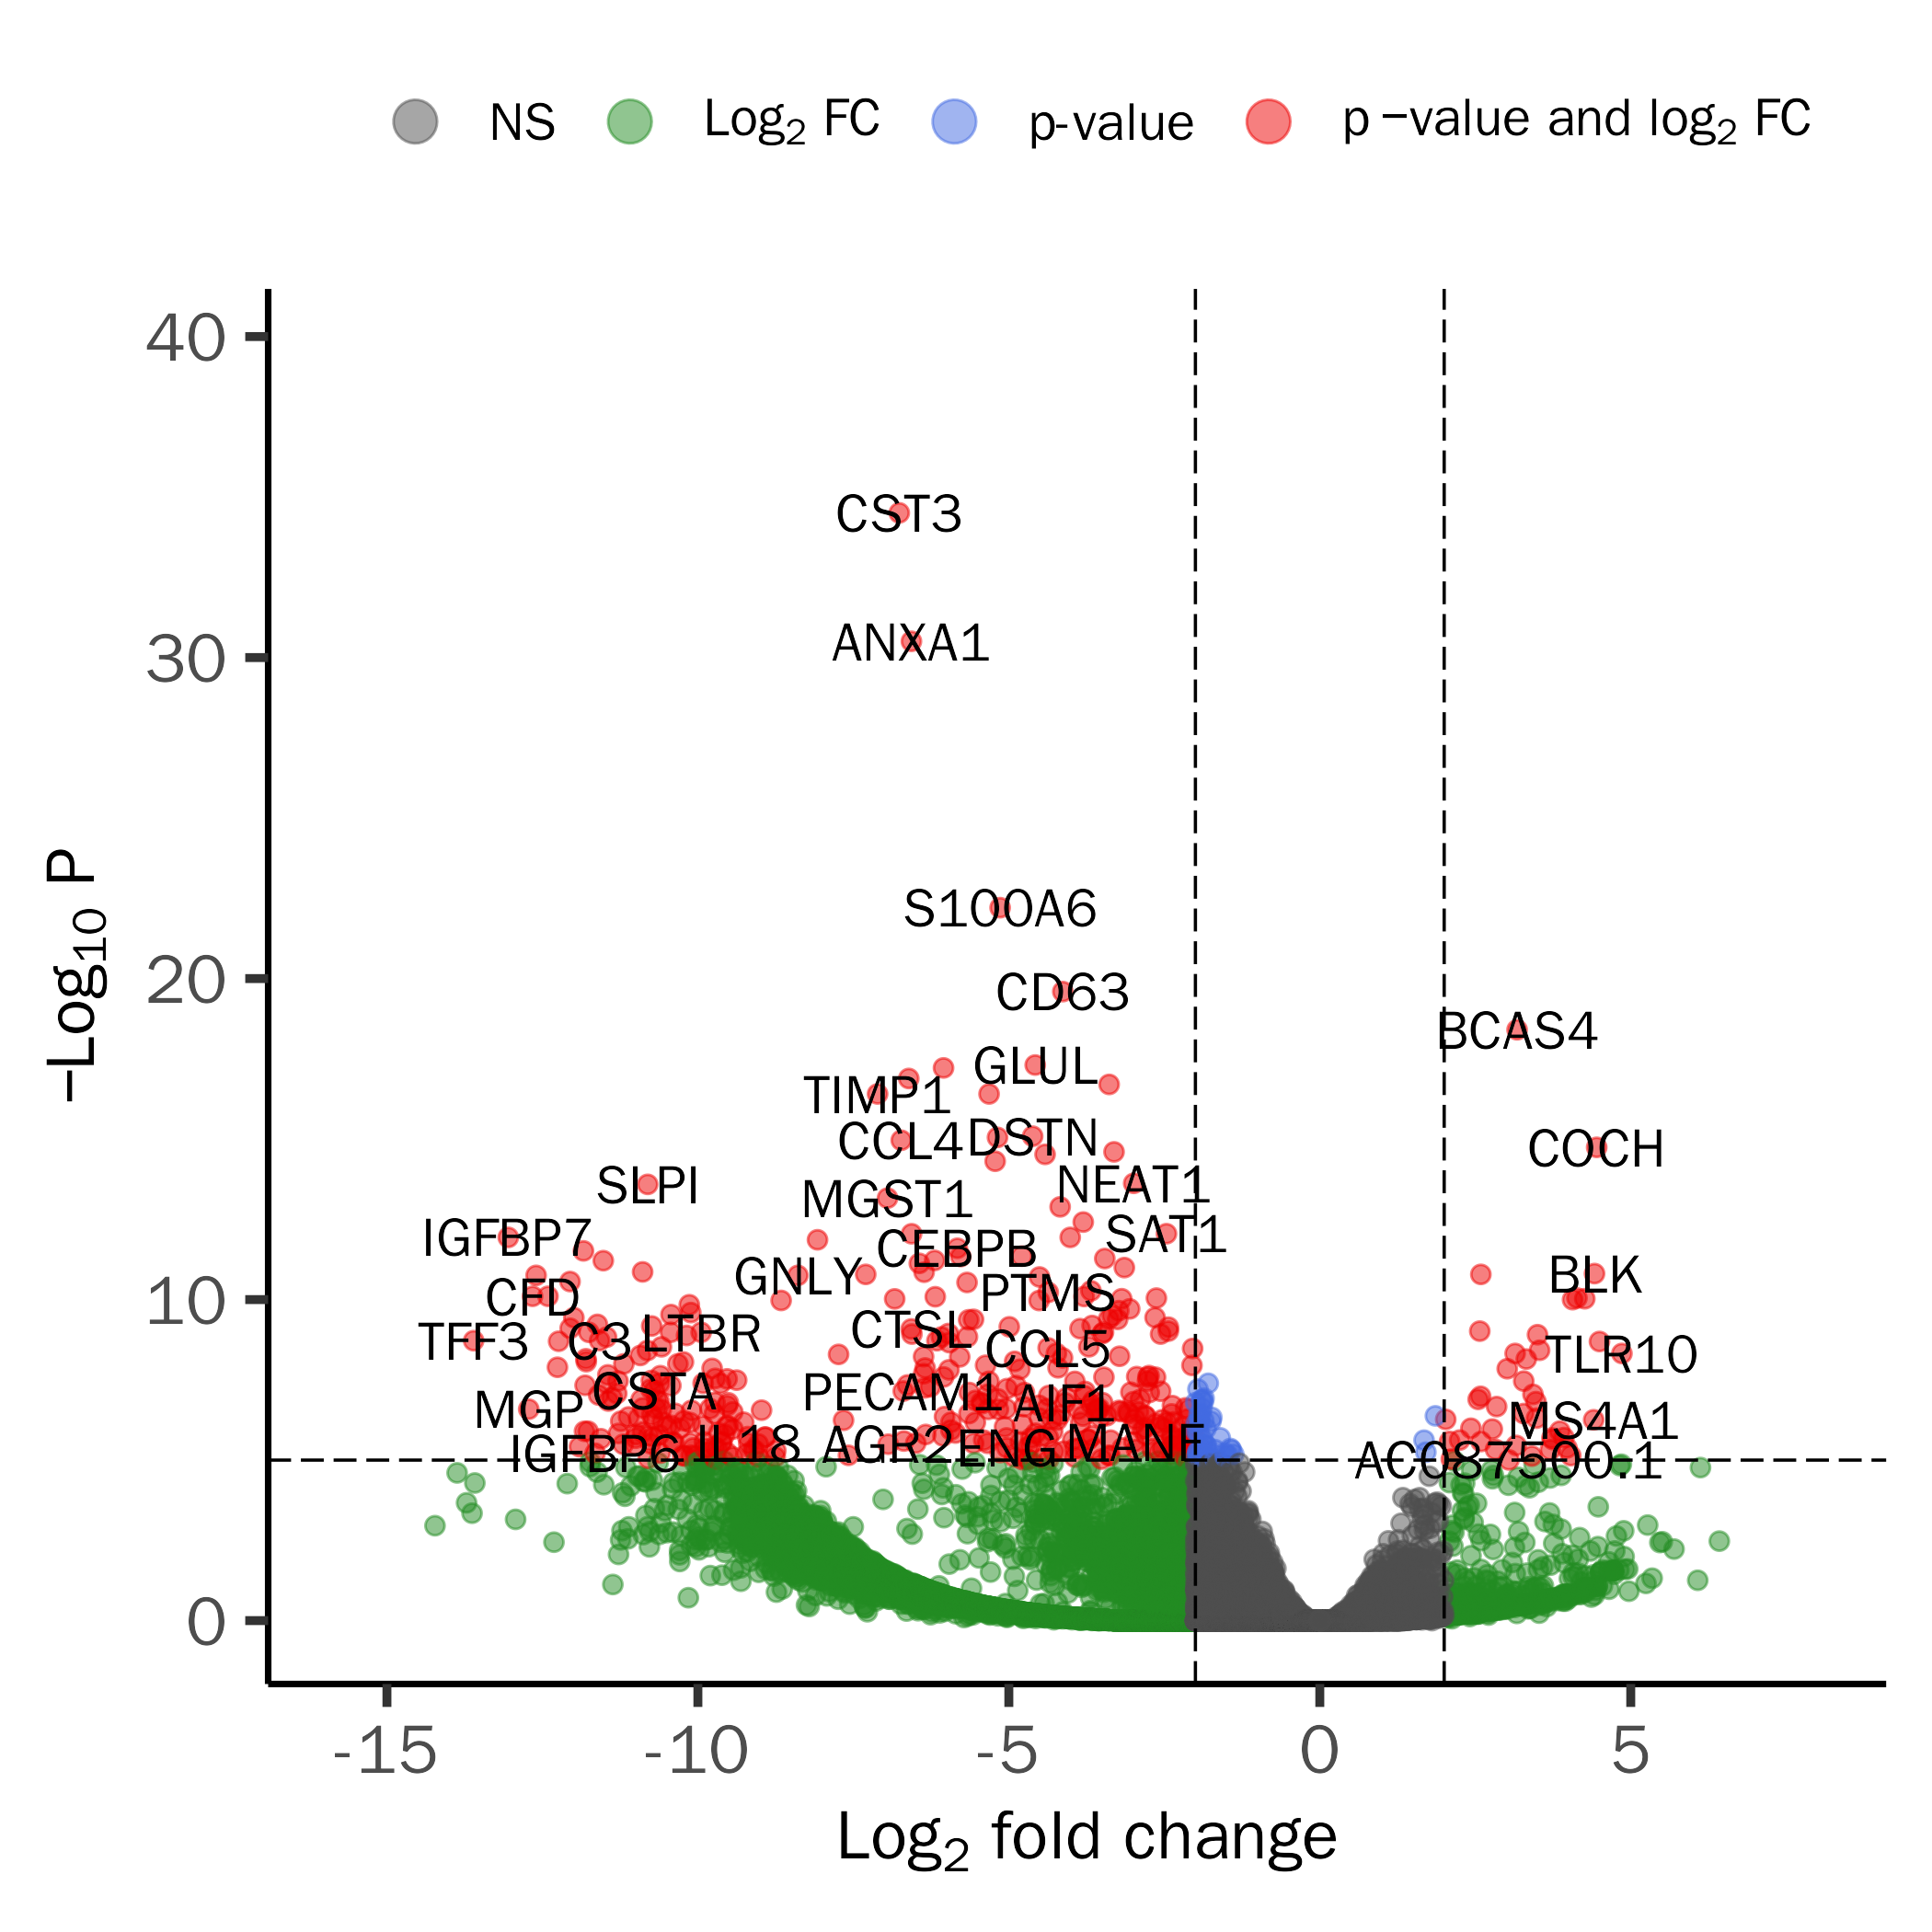 NS Log2 FC p-value p −value and log2 FC
40
30
20
10
0
−Log10 P
CST3
ANXA1
S100A6
CD63
BCAS4
GLUL
TIMP1
CCL4 DSTN
COCH
SLPI
NEAT1
MGST1
IGFBP7
SAT1
CEBPB
GNLY
BLK
CFD
PTMS
TFF3
C3 LTBR
CTSL
CCL5
TLR10
CSTA
PECAM1
AIF1
MGP
MS4A1
IGFBP6 IL18
AGR2 ENG MANF
AC087500.1
-15 -10 -5 0 5
Log2 fold change